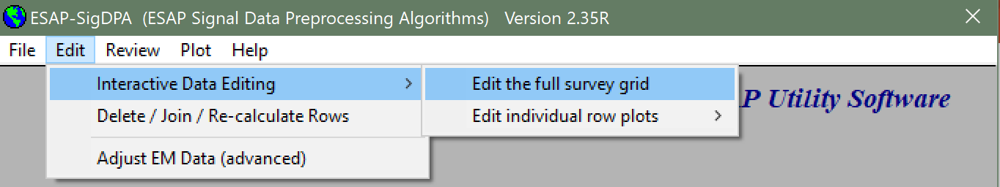 ESAP-SigDPA (ESAP Signal Data Preprocessing Algorithms) Version 2.35R
File Edit Review Plot Help
Interactive Data Editing > Edit the full survey grid
P Utility Software
Delete / Join / Re-calculate Rows Edit individual row plots >
Adjust EM Data (advanced)